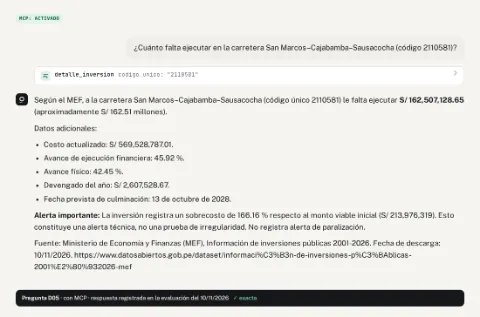 MCP: ACTIVADO
¿Cuánto falta ejecutar en la carretera San Marcos–Cajabamba–Sausacocha (código 2110581)?
detalle_inversion codigo_unico: "2110581"
Según el MEF, a la carretera San Marcos–Cajabamba–Sausacocha (código único 2110581) le falta ejecutar S/ 162,507,128.65
(aproximadamente S/ 162.51 millones).
Datos adicionales:
• Costo actualizado: S/ 569,528,787.01.
• Avance de ejecución financiera: 45.92 %.
• Avance físico: 42.45 %.
• Devengado del año: S/ 2,607,528.67.
• Fecha prevista de culminación: 13 de octubre de 2028.
Alerta importante: La inversión registra un sobrecosto de 166.16 % respecto al monto viable inicial (S/ 213,976,319). Esto
constituye una alerta técnica, no una prueba de irregularidad. No registra alerta de paralización.
Fuente: Ministerio de Economía y Finanzas (MEF), Información de inversiones públicas 2001-2026. Fecha de descarga:
10/11/2026. https://www.datosabiertos.gob.pe/dataset/informaci%C3%B3n-de-inversiones-p%C3%BAblicas-
2001%E2%80%932026-mef
Pregunta D05 · con MCP · respuesta registrada en la evaluación del 10/11/2026 ✓ exacta